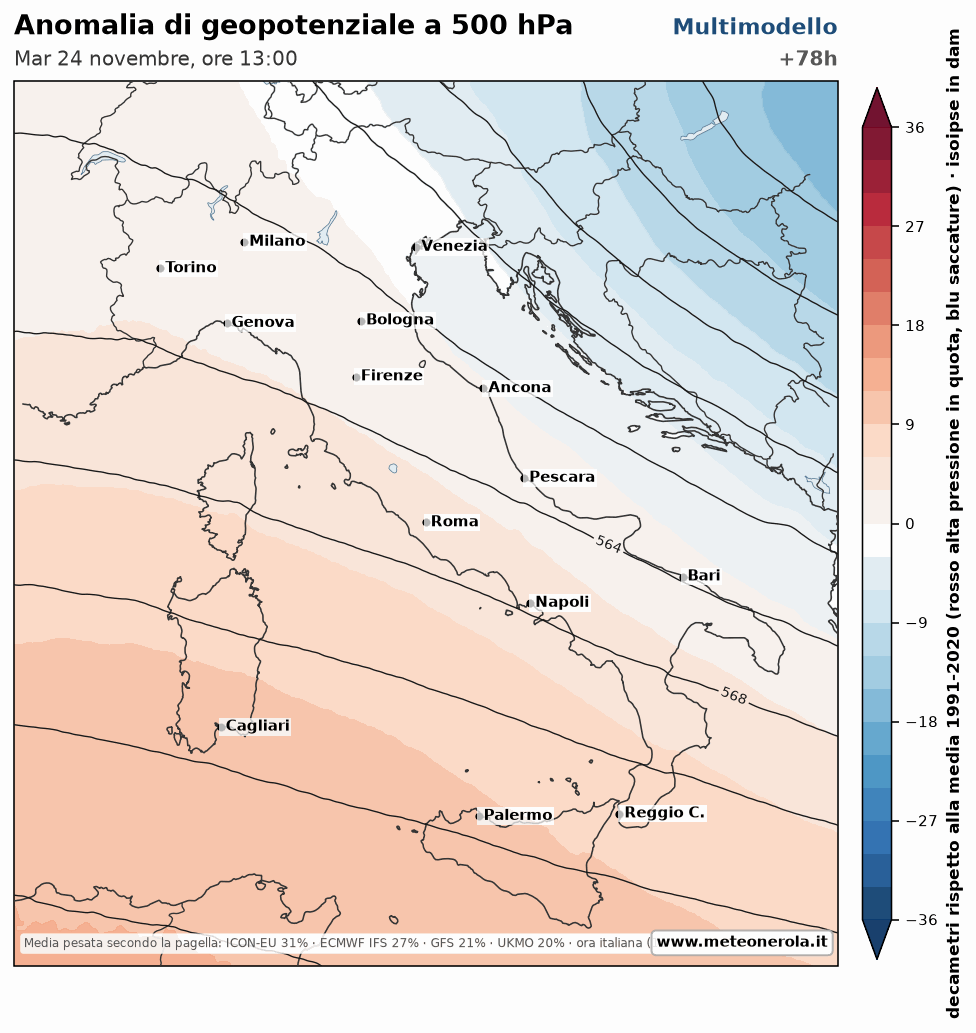 Anomalia di geopotenziale a 500 hPa
Multimodello
Mar 24 novembre, ore 13:00
+78h
Milano
Venezia
Torino
Genova
Bologna
Firenze
Ancona
Pescara
Roma
564
Bari
Napoli
568
Cagliari
Palermo
Reggio C.
Media pesata secondo la pagella: ICON-EU 31% · ECMWF IFS 27% · GFS 21% · UKMO 20% · ora italiana (
www.meteonerola.it
36
27
18
9
0
−9
−18
−27
−36
decametri rispetto alla media 1991-2020 (rosso alta pressione in quota, blu saccature) · isoipse in dam